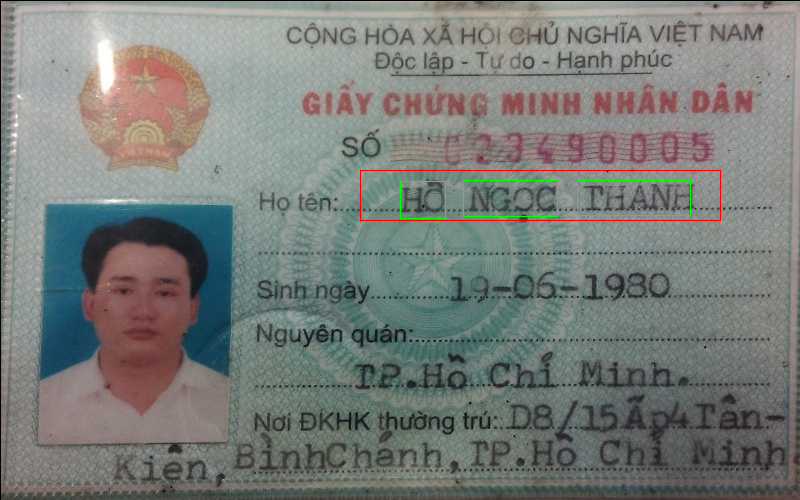 CỘNG HÒA XÃ HỘI CHỦ NGHĨA VIỆT NAM
Độc lập - Tự do - Hạnh phúc
GIẤY CHỨNG MINH NHÂN DÂN
SỐ 023490005
Họ tên: HỒ NGỌC THANH
Sinh ngày 19-06-1980
Nguyên quán:
TP.Hồ Chí Minh.
Nơi ĐKHK thường trú: D8/15Ấp4Tân-
Kiên, BìnhChánh, TP.Hồ Chí Minh